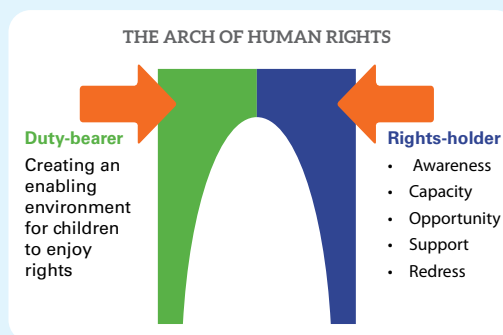 THE ARCH OF HUMAN RIGHTS
Duty-bearer
Creating an
enabling
environment
for children
to enjoy
rights
Rights-holder
• Awareness
• Capacity
• Opportunity
• Support
• Redress